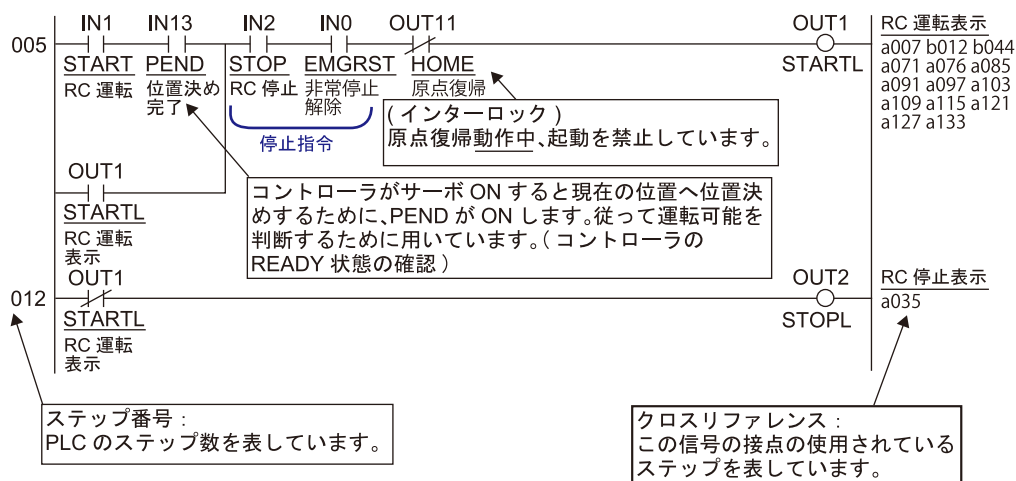 IN1 IN13 IN2 IN0 OUT11 OUT1
005
START PEND STOP EMGRST HOME STARTL
RC 運転 位置決め完了 RC 停止 非常停止解除 原点復帰
RC 運転表示
a007 b012 b044
a071 a076 a085
a091 a097 a103
a109 a115 a121
a127 a133
停止指令
( インターロック )
原点復帰動作中、起動を禁止しています。
OUT1
STARTL
RC 運転
表示
コントローラがサーボ ON すると現在の位置へ位置決
めするために、PEND が ON します。従って運転可能を
判断するために用いています。( コントローラの
READY 状態の確認 )
OUT1 OUT2
012
STARTL STOPL
RC 運転
表示
RC 停止表示
a035
ステップ番号 :
PLC のステップ数を表しています。
クロスリファレンス :
この信号の接点の使用されている
ステップを表しています。